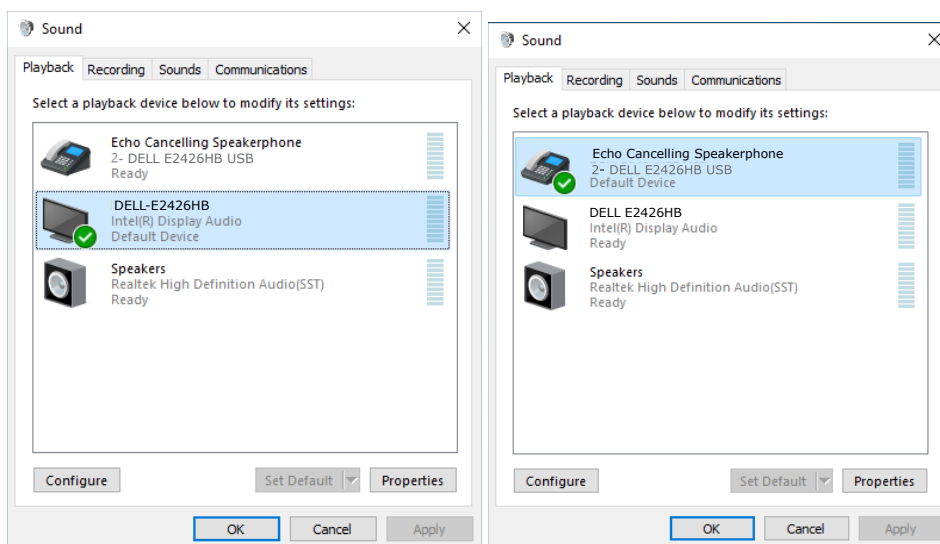 Sound
Playback Recording Sounds Communications
Select a playback device below to modify its settings:
Echo Cancelling Speakerphone
2- DELL E2426HB USB
Ready
DELL-E2426HB
Intel(R) Display Audio
Default Device
Speakers
Realtek High Definition Audio(SST)
Ready
Configure Set Default Properties
OK Cancel Apply
Sound
Playback Recording Sounds Communications
Select a playback device below to modify its settings:
Echo Cancelling Speakerphone
2- DELL E2426HB USB
Default Device
DELL E2426HB
Intel(R) Display Audio
Ready
Speakers
Realtek High Definition Audio(SST)
Ready
Configure Set Default Properties
OK Cancel Apply